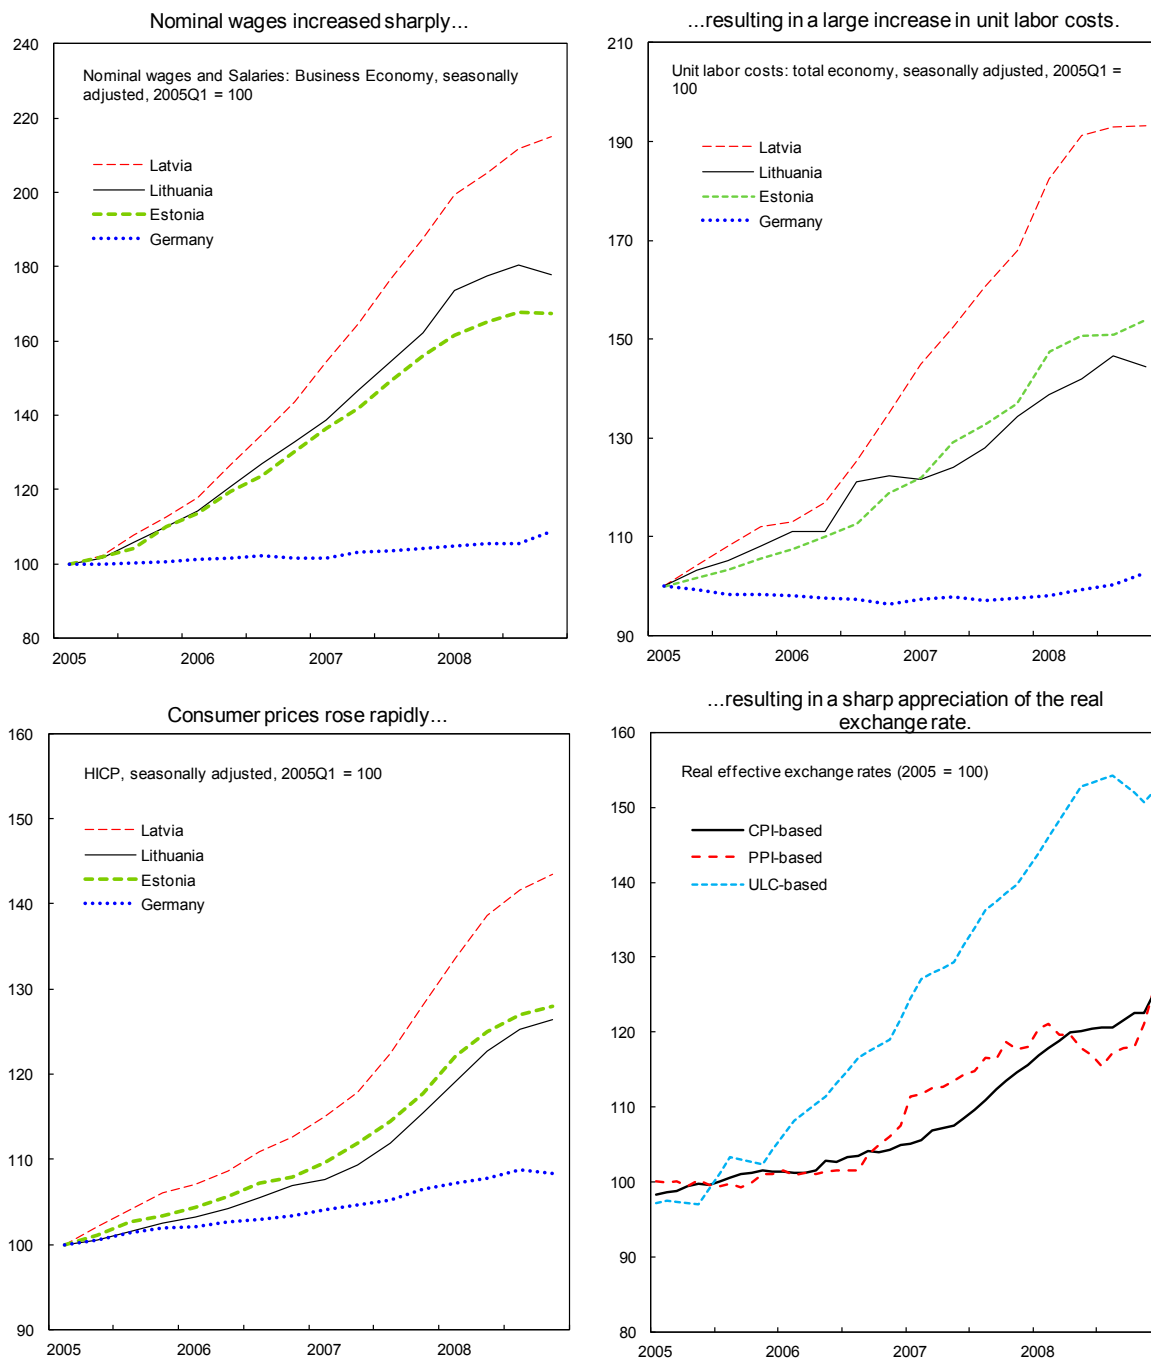 Nominal wages increased sharply…
240
220
200
180
160
140
120
100
80
Nominal wages and Salaries: Business Economy, seasonally
adjusted, 2005Q1 = 100
Latvia
Lithuania
Estonia
Germany
2005 2006 2007 2008
…resulting in a large increase in unit labor costs.
210
190
170
150
130
110
90
Unit labor costs: total economy, seasonally adjusted, 2005Q1 =
100
Latvia
Lithuania
Estonia
Germany
2005 2006 2007 2008
Consumer prices rose rapidly…
160
150
140
130
120
110
100
90
HICP, seasonally adjusted, 2005Q1 = 100
Latvia
Lithuania
Estonia
Germany
2005 2006 2007 2008
…resulting in a sharp appreciation of the real
exchange rate.
160
150
140
130
120
110
100
90
80
Real effective exchange rates (2005 = 100)
CPI-based
PPI-based
ULC-based
2005 2006 2007 2008